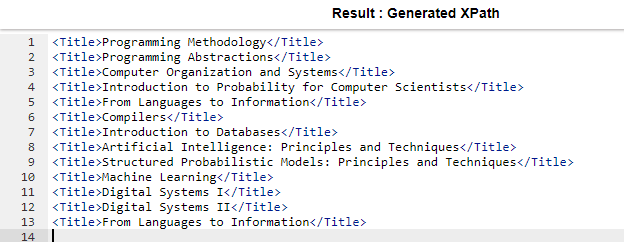 Result : Generated XPath
1 <Title>Programming Methodology</Title>
2 <Title>Programming Abstractions</Title>
3 <Title>Computer Organization and Systems</Title>
4 <Title>Introduction to Probability for Computer Scientists</Title>
5 <Title>From Languages to Information</Title>
6 <Title>Compilers</Title>
7 <Title>Introduction to Databases</Title>
8 <Title>Artificial Intelligence: Principles and Techniques</Title>
9 <Title>Structured Probabilistic Models: Principles and Techniques</Title>
10 <Title>Machine Learning</Title>
11 <Title>Digital Systems I</Title>
12 <Title>Digital Systems II</Title>
13 <Title>From Languages to Information</Title>
14